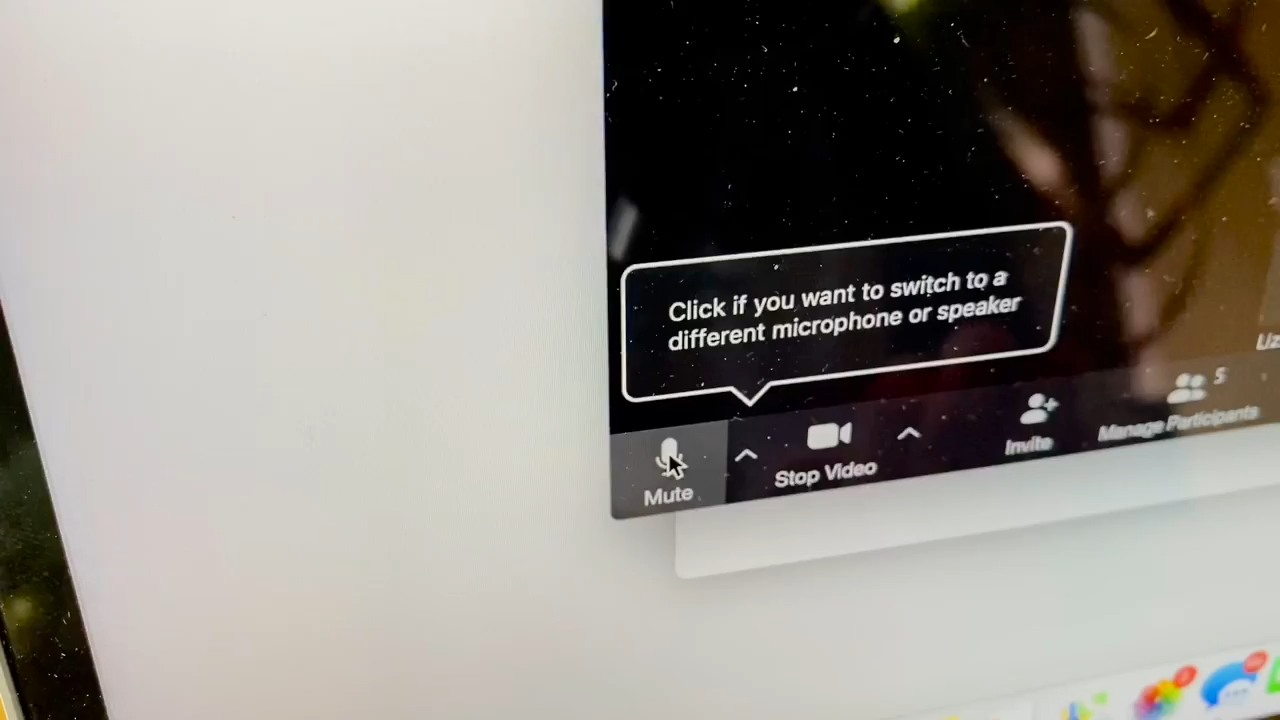 Click if you want to switch to a
different microphone or speaker
5
Mute
Stop Video
Invite
Manage Participants